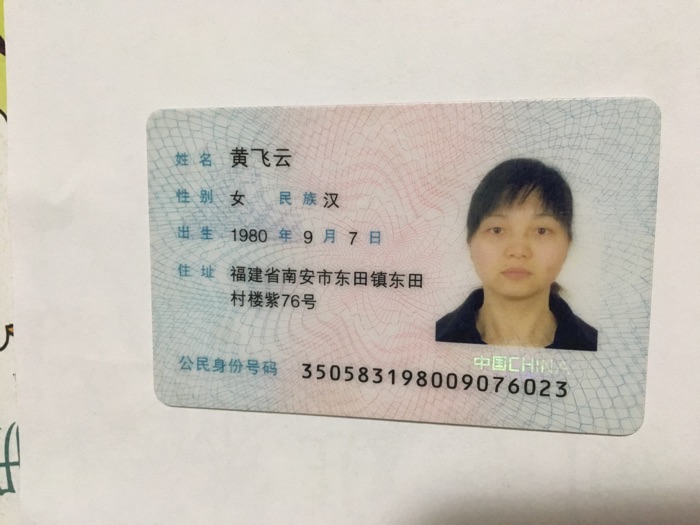 姓名 黄飞云
性别 女 民族 汉
出生 1980 年 9 月 7 日
住址 福建省南安市东田镇东田
村楼紫76号
中国CHINA
公民身份号码 350583198009076023